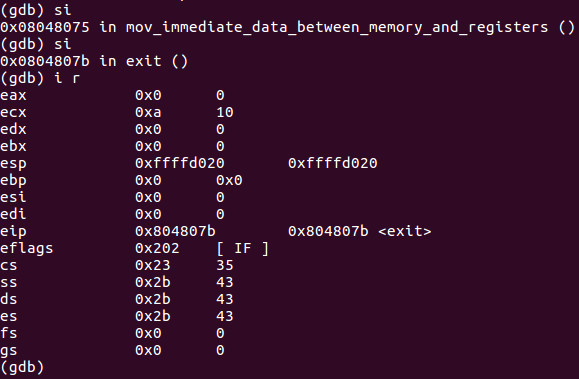 (gdb) si
0x08048075 in mov_immediate_data_between_memory_and_registers ()
(gdb) si
0x0804807b in exit ()
(gdb) i r
eax 0x0 0
ecx 0xa 10
edx 0x0 0
ebx 0x0 0
esp 0xffffd020 0xffffd020
ebp 0x0 0x0
esi 0x0 0
edi 0x0 0
eip 0x804807b 0x804807b <exit>
eflags 0x202 [ IF ]
cs 0x23 35
ss 0x2b 43
ds 0x2b 43
es 0x2b 43
fs 0x0 0
gs 0x0 0
(gdb)